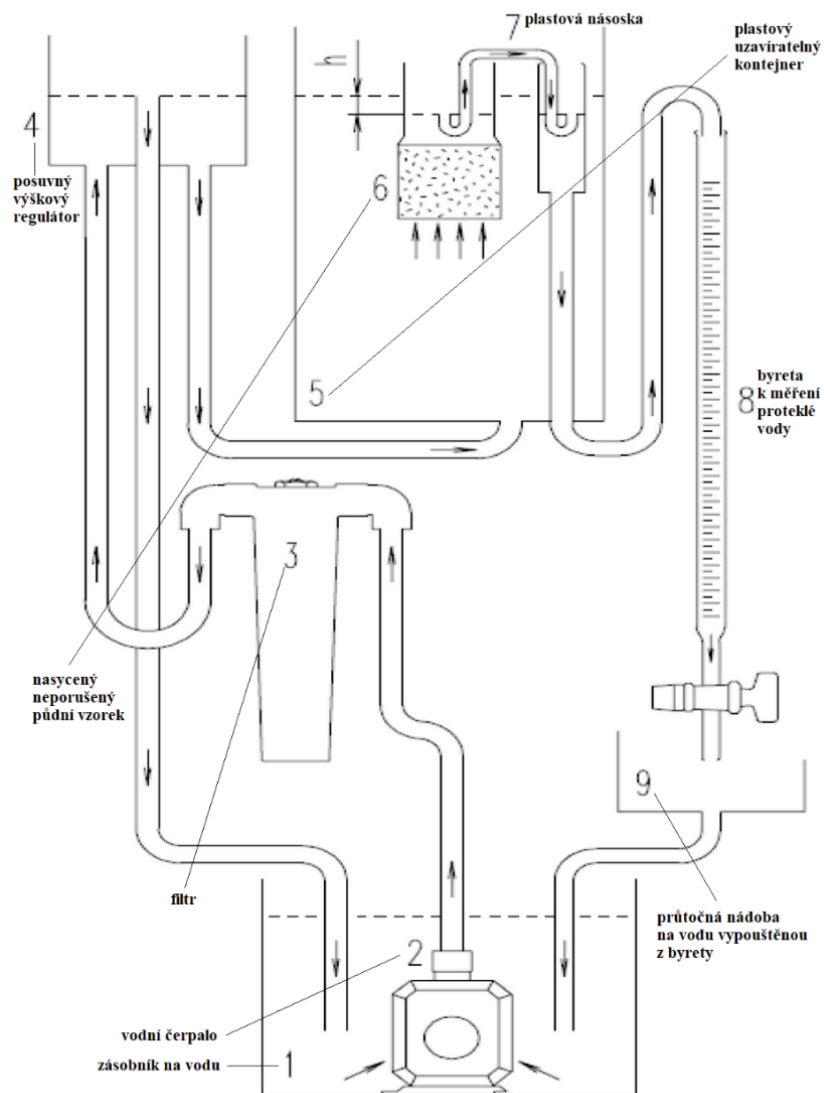 7 plastová násoska
plastový
uzavíratelný
kontejner
h
4
posuvný
výškový
regulátor
6
5
8
byreta
k měření
proteklé
vody
3
nasycený
neporušený
půdní vzorek
9
filtr
průtočná nádoba
na vodu vypouštěnou
z byrety
2
vodní čerpalo
zásobník na vodu 1